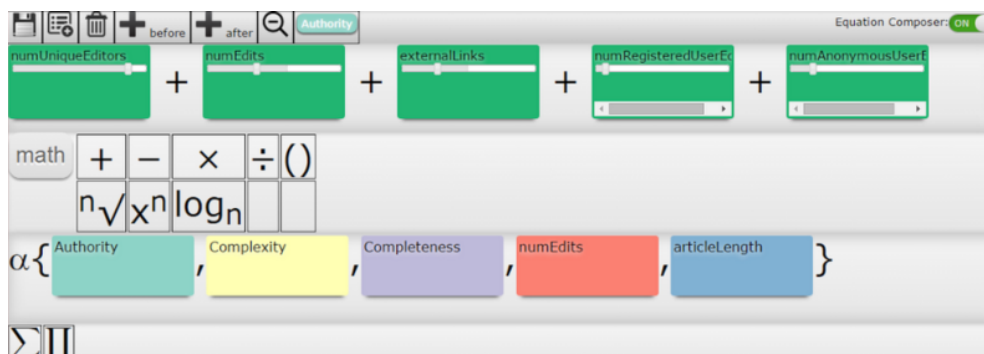 before after Authority Equation Composer: ON
numUniqueEditors numEdits externalLinks numRegisteredUserEd numAnonymousUserE
+ + + +
math + − × ÷ ()
n√ xⁿ logₙ
α{ Authority , Complexity , Completeness , numEdits , articleLength }
∑ ∏